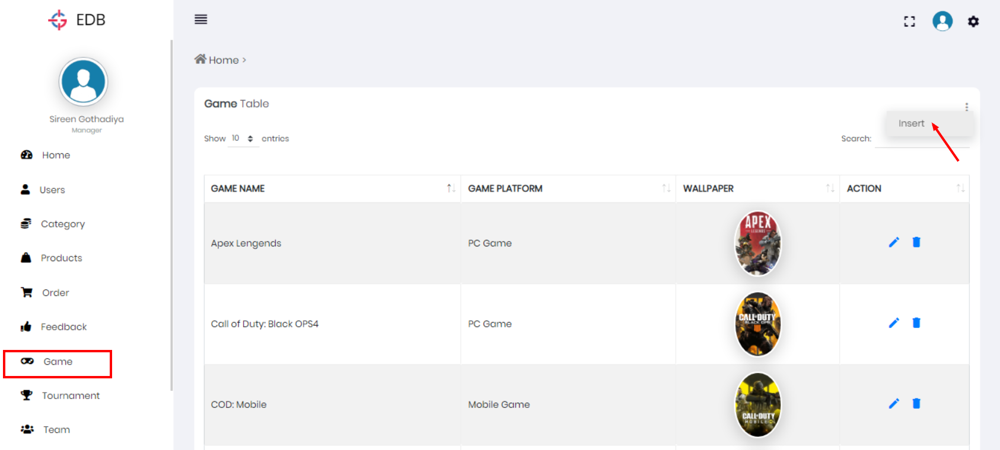 EDB
Home >
Sireen Gothadiya
Manager
Home
Users
Category
Products
Order
Feedback
Game
Tournament
Team
Game Table
Insert
Show 10 entries
Search:
GAME NAME GAME PLATFORM WALLPAPER ACTION
APEX
LEGENDS
Apex Lengends PC Game
CALL OF DUTY
BLACK OPS
Call of Duty: Black OPS4 PC Game
COD: Mobile Mobile Game
CALL OF DUTY
MOBILE